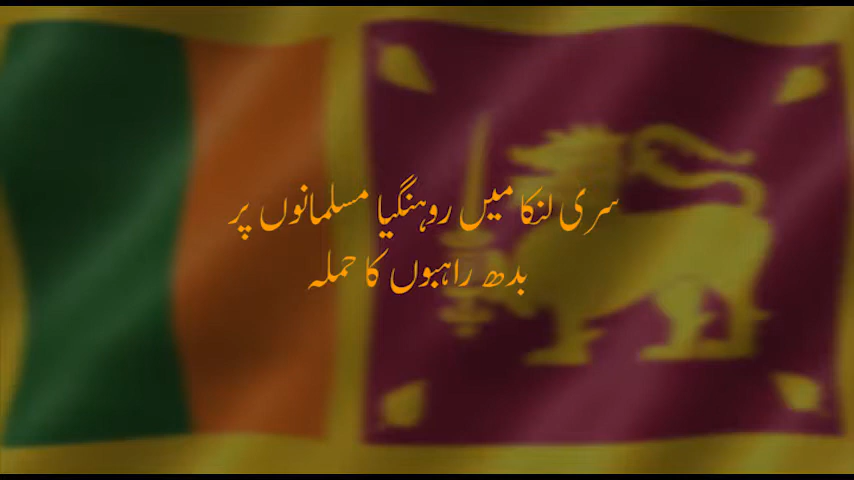 سری لنکا میں روہنگیا مسلمانوں پر
بدھ راہبوں کا حملہ